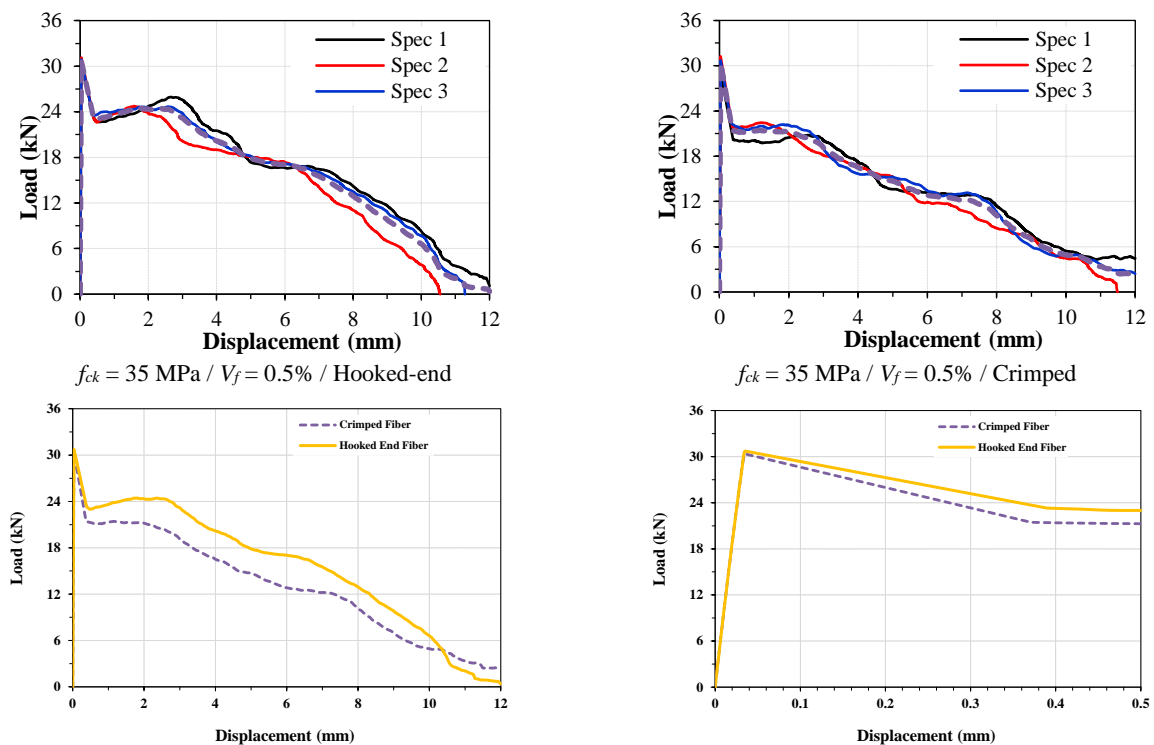 36
30
24
18
12
6
0
Load (kN)
Spec 1
Spec 2
Spec 3
0 2 4 6 8 10 12
Displacement (mm)
fck = 35 MPa / Vf = 0.5% / Hooked-end
36
30
24
18
12
6
0
Load (kN)
Spec 1
Spec 2
Spec 3
0 2 4 6 8 10 12
Displacement (mm)
fck = 35 MPa / Vf = 0.5% / Crimped
36
30
24
18
12
6
0
Load (kN)
Crimped Fiber
Hooked End Fiber
0 2 4 6 8 10 12
Displacement (mm)
36
30
24
18
12
6
0
Load (kN)
Crimped Fiber
Hooked End Fiber
0 0.1 0.2 0.3 0.4 0.5
Displacement (mm)